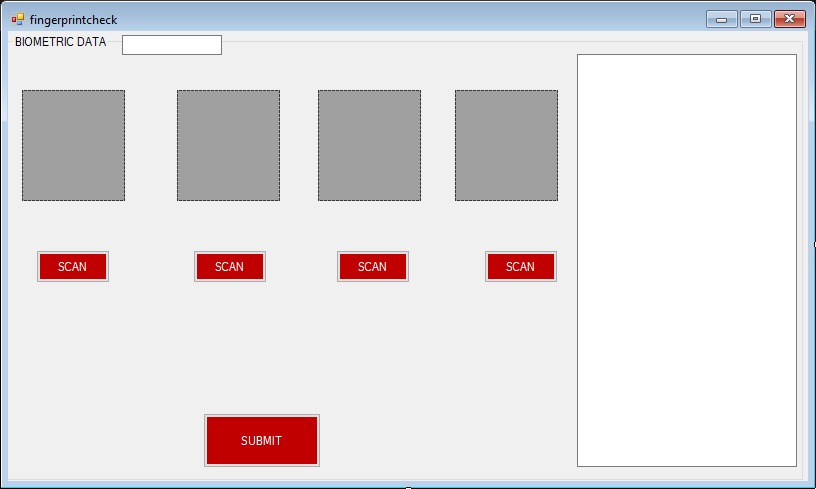 fingerprintcheck
BIOMETRIC DATA
SCAN SCAN SCAN SCAN
SUBMIT